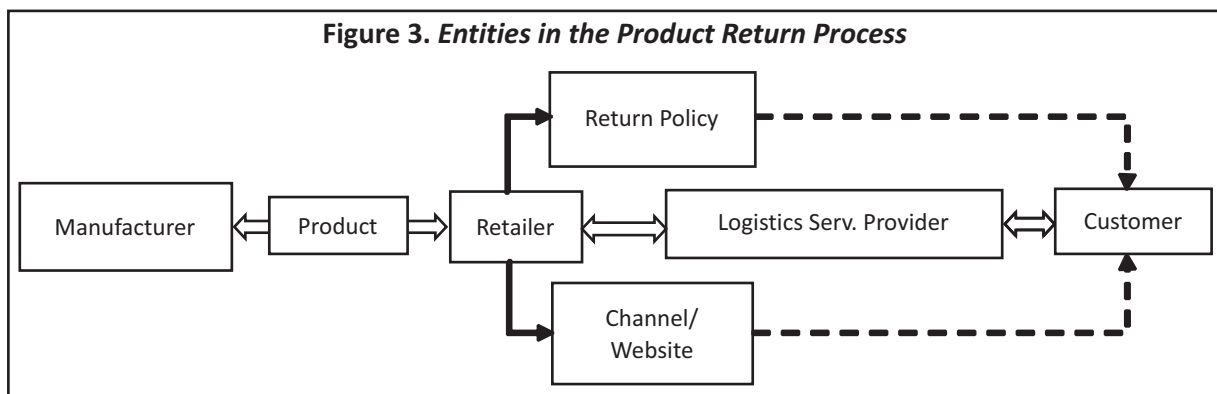 Figure 3. Entities in the Product Return Process
Return Policy
Manufacturer
Product
Retailer
Logistics Serv. Provider
Customer
Channel/
Website